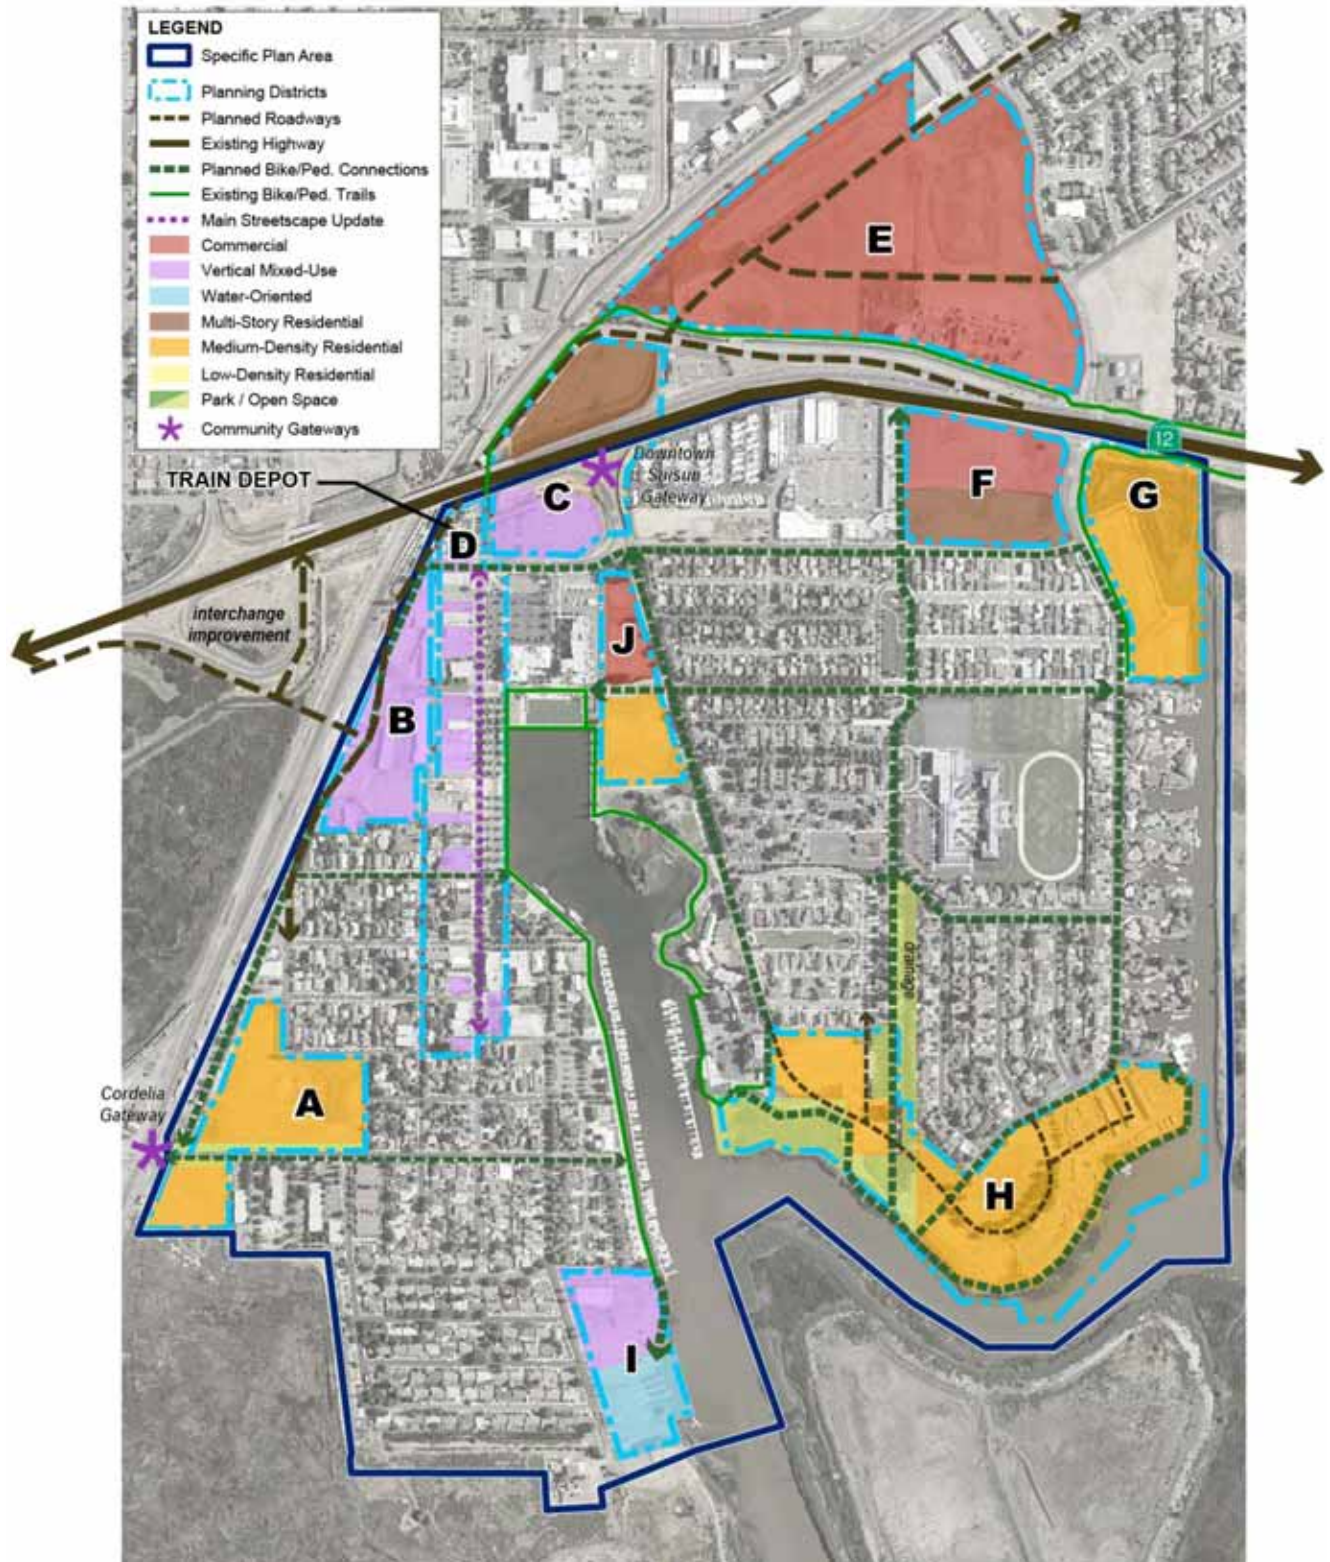 LEGEND
Specific Plan Area
Planning Districts
Planned Roadways
Existing Highway
Planned Bike/Ped. Connections
Existing Bike/Ped. Trails
Main Streetscape Update
Commercial
Vertical Mixed-Use
Water-Oriented
Multi-Story Residential
Medium-Density Residential
Low-Density Residential
Park / Open Space
Community Gateways
E
12
TRAIN DEPOT
Downtown
Suisun
Gateway
C
F
G
D
interchange
improvement
J
B
drainage
Cordelia
Gateway
A
H
I